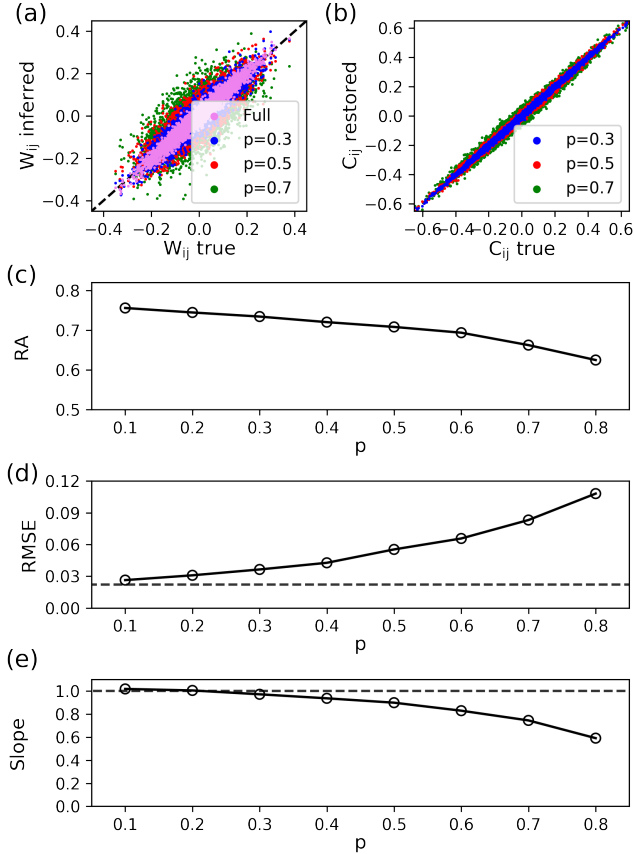 (a)
0.4
0.2
0.0
−0.2
−0.4
W_ij inferred
Full
p=0.3
p=0.5
p=0.7
−0.4 −0.2 0.0 0.2 0.4
W_ij true
(b)
0.6
0.4
0.2
0.0
−0.2
−0.4
−0.6
C_ij restored
p=0.3
p=0.5
p=0.7
−0.6 −0.4 −0.2 0.0 0.2 0.4 0.6
C_ij true
(c)
0.8
0.7
0.6
0.5
RA
0.1 0.2 0.3 0.4 0.5 0.6 0.7 0.8
p
(d)
0.12
0.09
0.06
0.03
0.00
RMSE
0.1 0.2 0.3 0.4 0.5 0.6 0.7 0.8
p
(e)
1.0
0.8
0.6
0.4
0.2
0.0
Slope
0.1 0.2 0.3 0.4 0.5 0.6 0.7 0.8
p